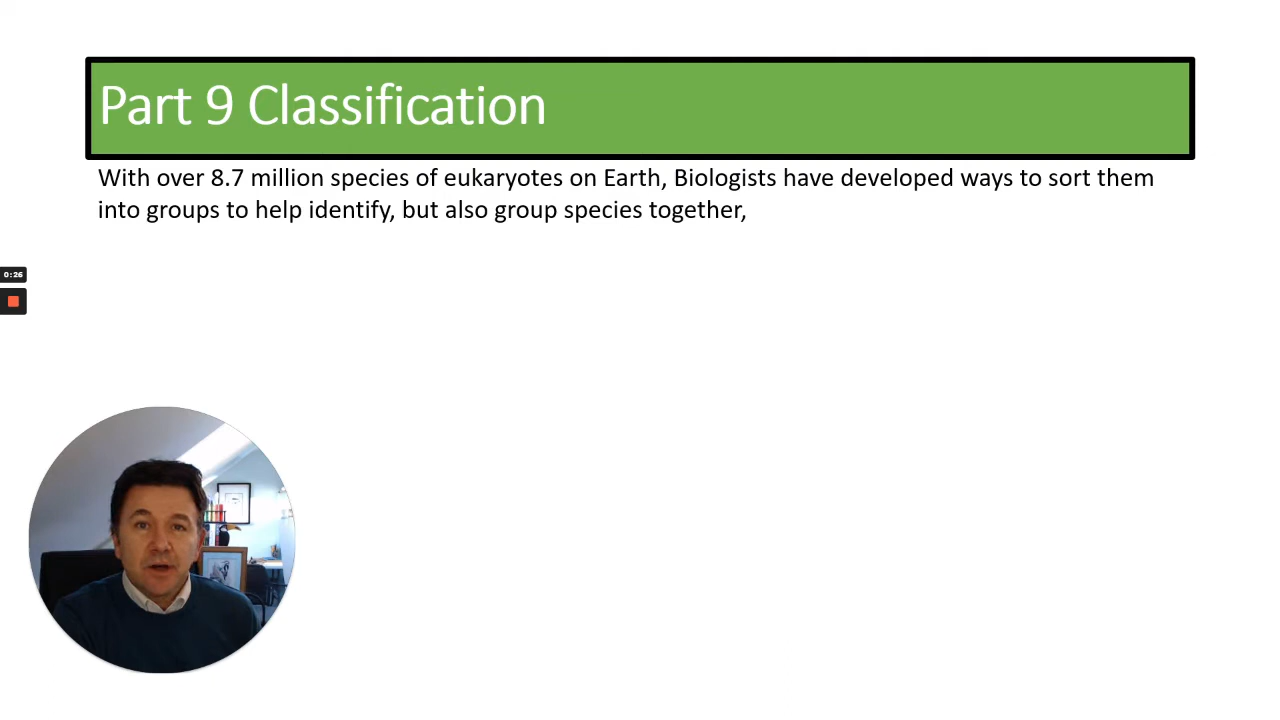 Part 9 Classification
With over 8.7 million species of eukaryotes on Earth, Biologists have developed ways to sort them
into groups to help identify, but also group species together,
0:26